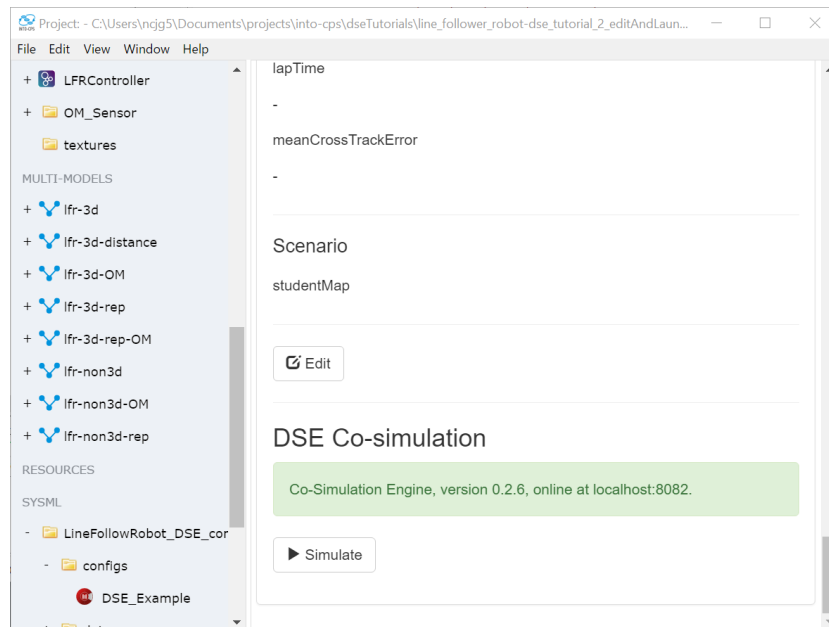 Project: - C:\Users\ncjg5\Documents\projects\into-cps\dseTutorials\line_follower_robot-dse_tutorial_2_editAndLaun...
File Edit View Window Help
+ LFRController
+ OM_Sensor
textures
MULTI-MODELS
+ lfr-3d
+ lfr-3d-distance
+ lfr-3d-OM
+ lfr-3d-rep
+ lfr-3d-rep-OM
+ lfr-non3d
+ lfr-non3d-OM
+ lfr-non3d-rep
RESOURCES
SYSML
- LineFollowRobot_DSE_cor
- configs
DSE_Example
lapTime
-
meanCrossTrackError
-
Scenario
studentMap
Edit
DSE Co-simulation
Co-Simulation Engine, version 0.2.6, online at localhost:8082.
Simulate